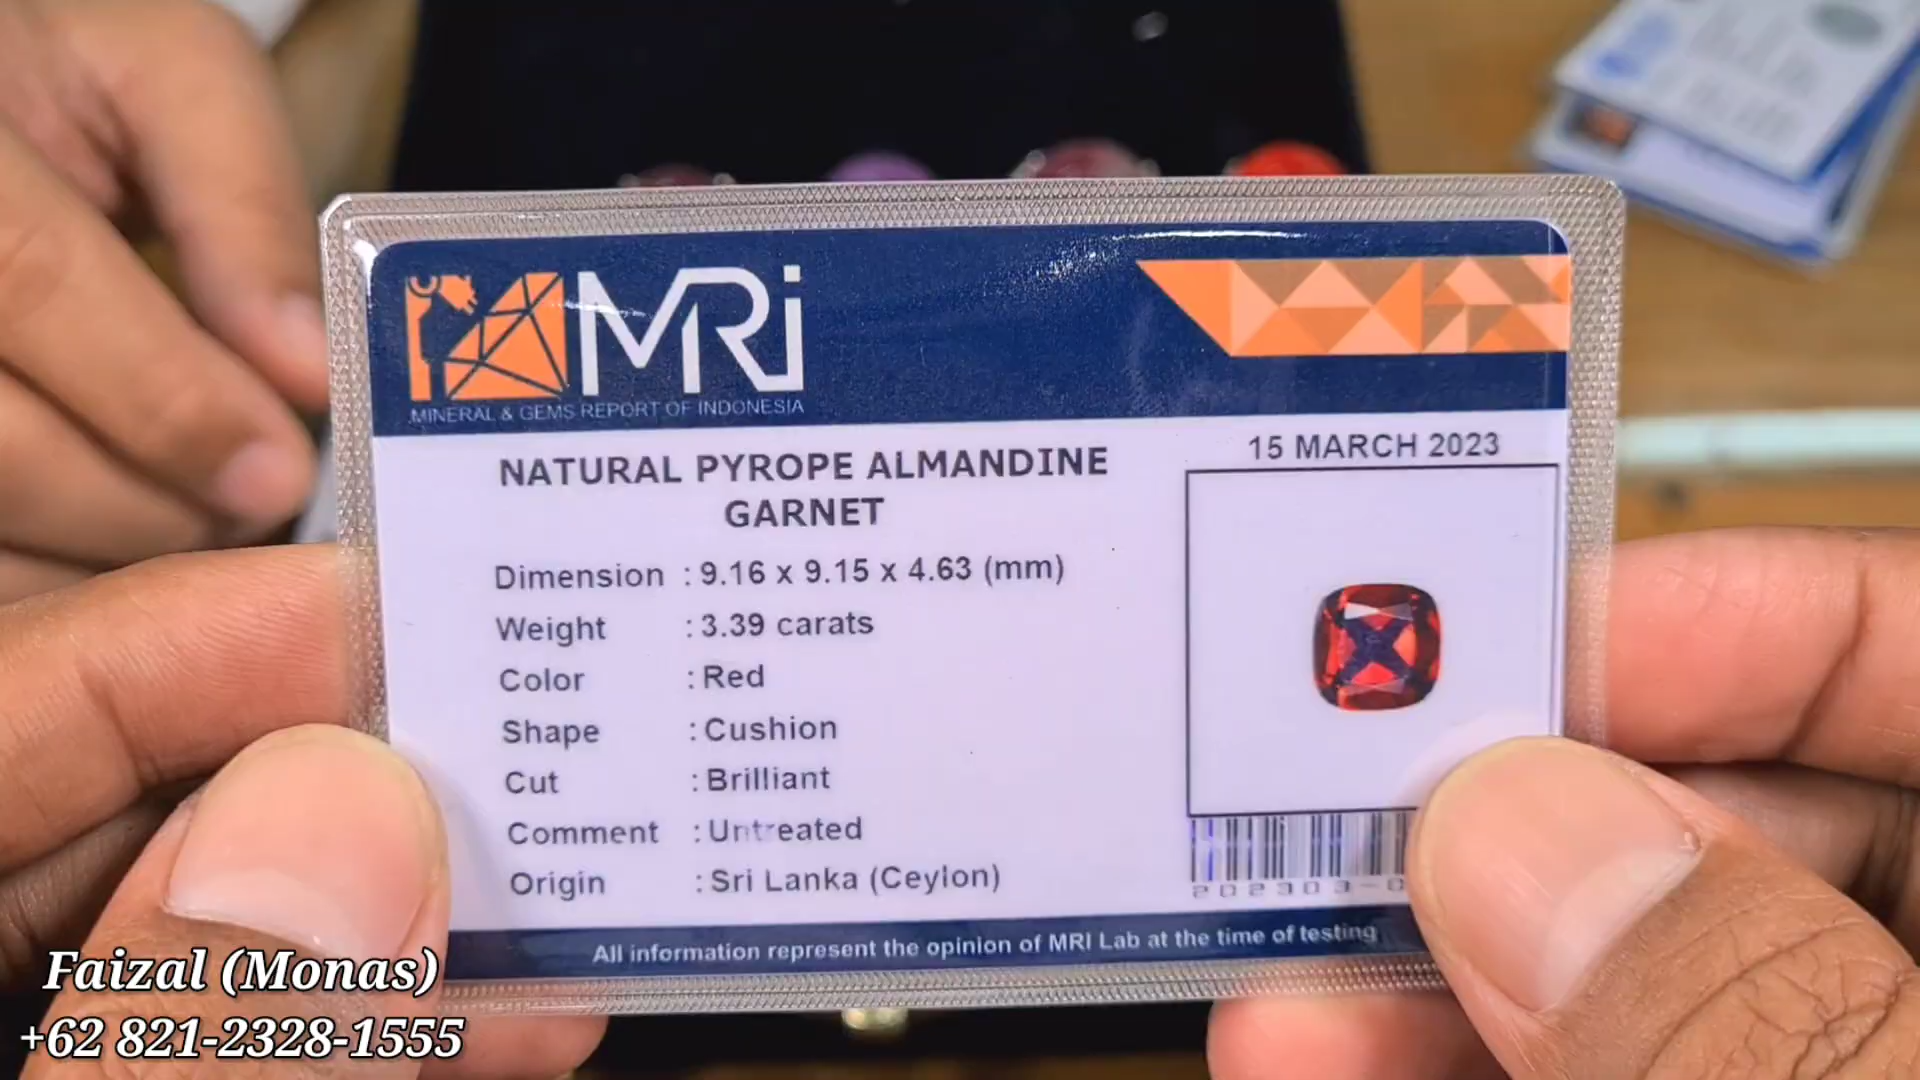 MRi
MINERAL & GEMS REPORT OF INDONESIA
NATURAL PYROPE ALMANDINE
GARNET
15 MARCH 2023
Dimension : 9.16 x 9.15 x 4.63 (mm)
Weight : 3.39 carats
Color : Red
Shape : Cushion
Cut : Brilliant
Comment : Untreated
Origin : Sri Lanka (Ceylon)
202303-0
All information represent the opinion of MRI Lab at the time of testing
Faizal (Monas)
+62 821-2328-1555